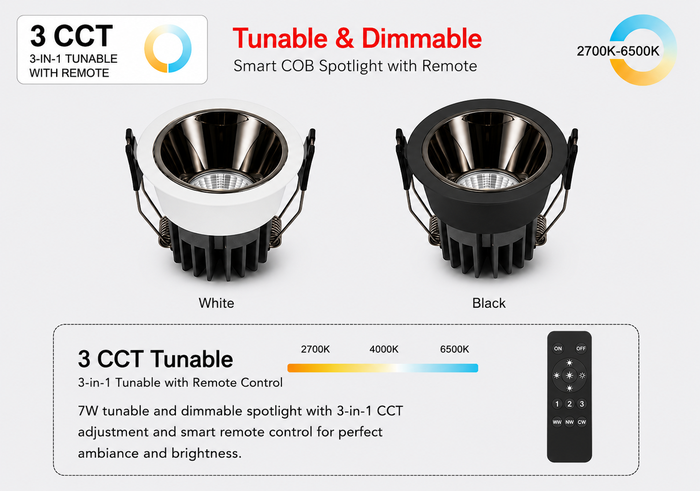 3 CCT
3-IN-1 TUNABLE
WITH REMOTE
Tunable & Dimmable
Smart COB Spotlight with Remote
2700K-6500K
White
Black
3 CCT Tunable
3-in-1 Tunable with Remote Control
2700K 4000K 6500K
7W tunable and dimmable spotlight with 3-in-1 CCT
adjustment and smart remote control for perfect
ambiance and brightness.
ON OFF
1 2 3
WW NW CW